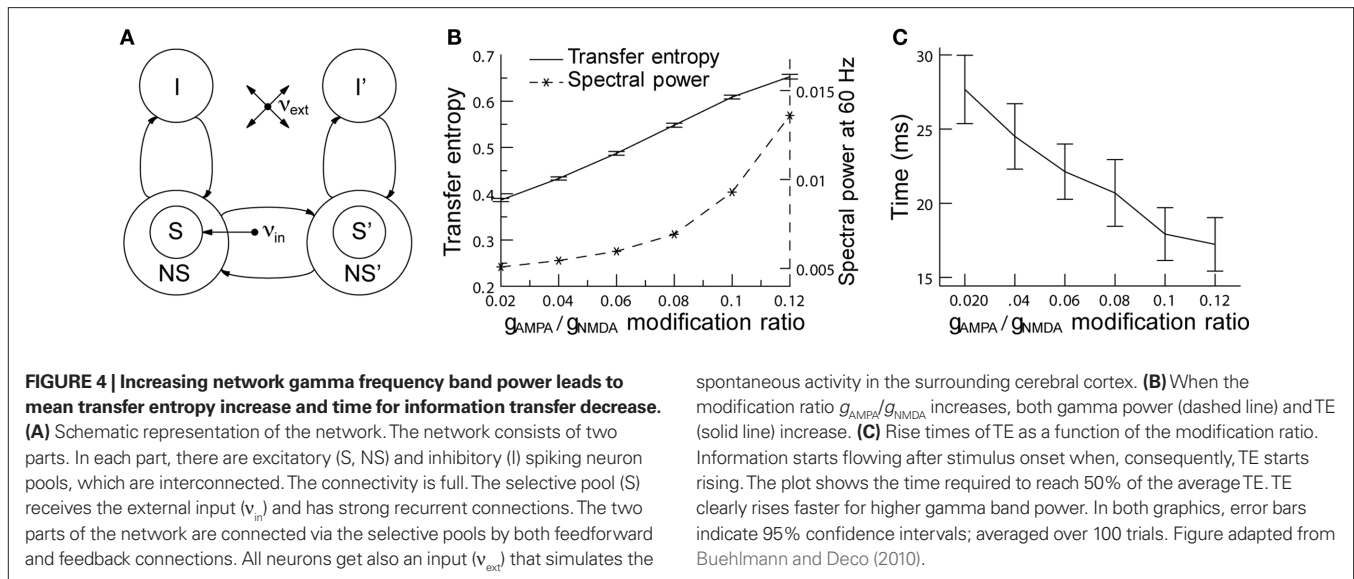 A
I
I'
ν_ext
S
ν_in
S'
NS
NS'
B
Transfer entropy
Spectral power
0.7
0.6
0.5
0.4
0.3
0.2
Transfer entropy
0.015
0.01
0.005
Spectral power at 60 Hz
0.02 0.04 0.06 0.08 0.1 0.12
g_AMPA / g_NMDA modification ratio
C
30
25
20
15
Time (ms)
0.020 .04 0.06 0.08 0.1 0.12
g_AMPA / g_NMDA modification ratio
FIGURE 4 | Increasing network gamma frequency band power leads to
mean transfer entropy increase and time for information transfer decrease.
(A) Schematic representation of the network. The network consists of two
parts. In each part, there are excitatory (S, NS) and inhibitory (I) spiking neuron
pools, which are interconnected. The connectivity is full. The selective pool (S)
receives the external input (ν_in) and has strong recurrent connections. The two
parts of the network are connected via the selective pools by both feedforward
and feedback connections. All neurons get also an input (ν_ext) that simulates the
spontaneous activity in the surrounding cerebral cortex. (B) When the
modification ratio g_AMPA/g_NMDA increases, both gamma power (dashed line) and TE
(solid line) increase. (C) Rise times of TE as a function of the modification ratio.
Information starts flowing after stimulus onset when, consequently, TE starts
rising. The plot shows the time required to reach 50% of the average TE. TE
clearly rises faster for higher gamma band power. In both graphics, error bars
indicate 95% confidence intervals; averaged over 100 trials. Figure adapted from
Buehlmann and Deco (2010).